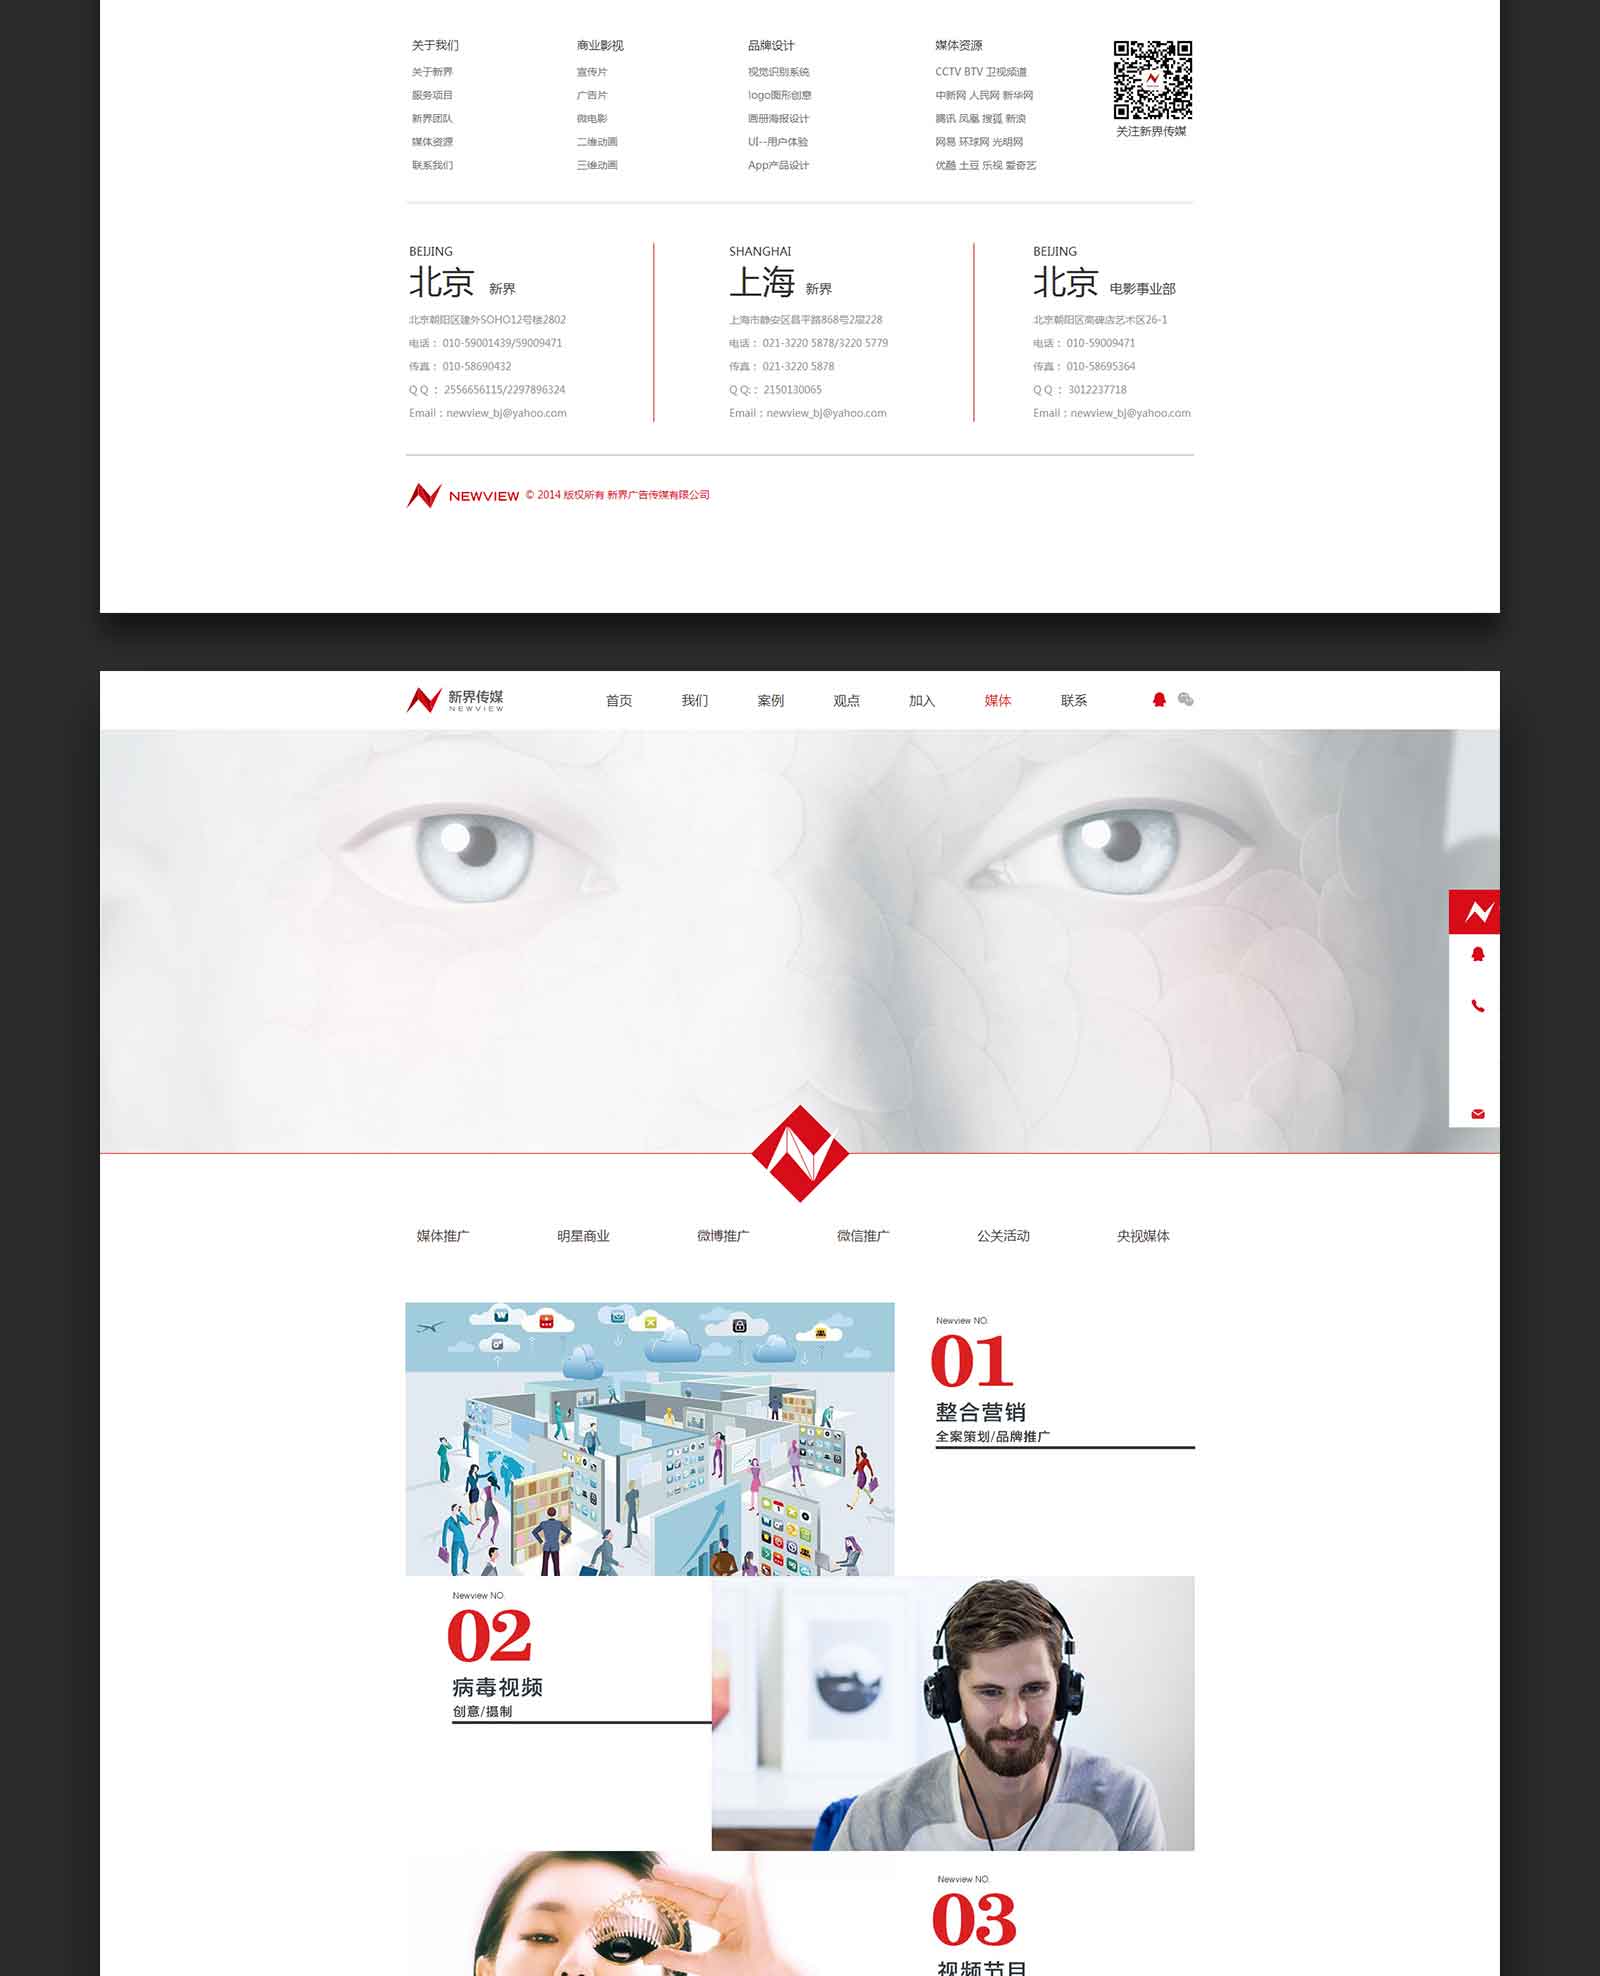 关于我们
关于新界
服务项目
新界团队
媒体资源
联系我们
商业影视
宣传片
广告片
微电影
二维动画
三维动画
品牌设计
视觉识别系统
logo图形创意
画册海报设计
UI--用户体验
App产品设计
媒体资源
CCTV BTV 卫视频道
中新网 人民网 新华网
腾讯 凤凰 搜狐 新浪
网易 环球网 光明网
优酷 土豆 乐视 爱奇艺
关注新界传媒
BEIJING
北京 新界
北京朝阳区建外SOHO12号楼2802
电话： 010-59001439/59009471
传真： 010-58690432
Q Q ： 2556656115/2297896324
Email：newview_bj@yahoo.com
SHANGHAI
上海 新界
上海市静安区昌平路868号2层228
电话： 021-3220 5878/3220 5779
传真： 021-3220 5878
Q Q:： 2150130065
Email：newview_bj@yahoo.com
BEIJING
北京 电影事业部
北京朝阳区高碑店艺术区26-1
电话： 010-59009471
传真： 010-58695364
Q Q ： 3012237718
Email：newview_bj@yahoo.com
NEWVIEW © 2014 版权所有 新界广告传媒有限公司
新界传媒
NEWVIEW
首页 我们 案例 观点 加入 媒体 联系
媒体推广 明星商业 微博推广 微信推广 公关活动 央视媒体
Newview NO.
01
整合营销
全案策划/品牌推广
Newview NO.
02
病毒视频
创意/摄制
Newview NO.
03
视频节目